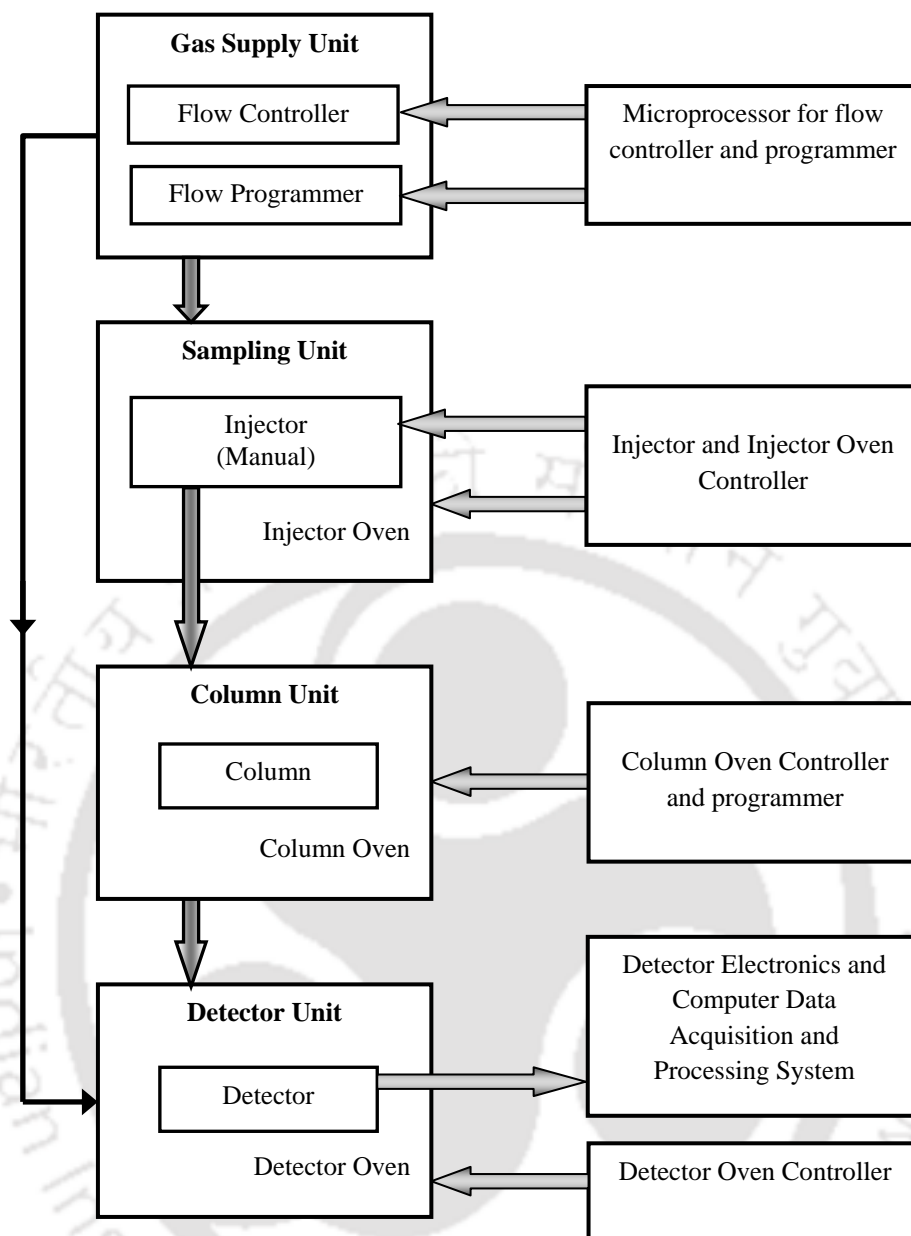 Gas Supply Unit
Flow Controller
Flow Programmer
Microprocessor for flow
controller and programmer
Sampling Unit
Injector
(Manual)
Injector Oven
Injector and Injector Oven
Controller
Column Unit
Column
Column Oven
Column Oven Controller
and programmer
Detector Unit
Detector
Detector Oven
Detector Electronics and
Computer Data
Acquisition and
Processing System
Detector Oven Controller